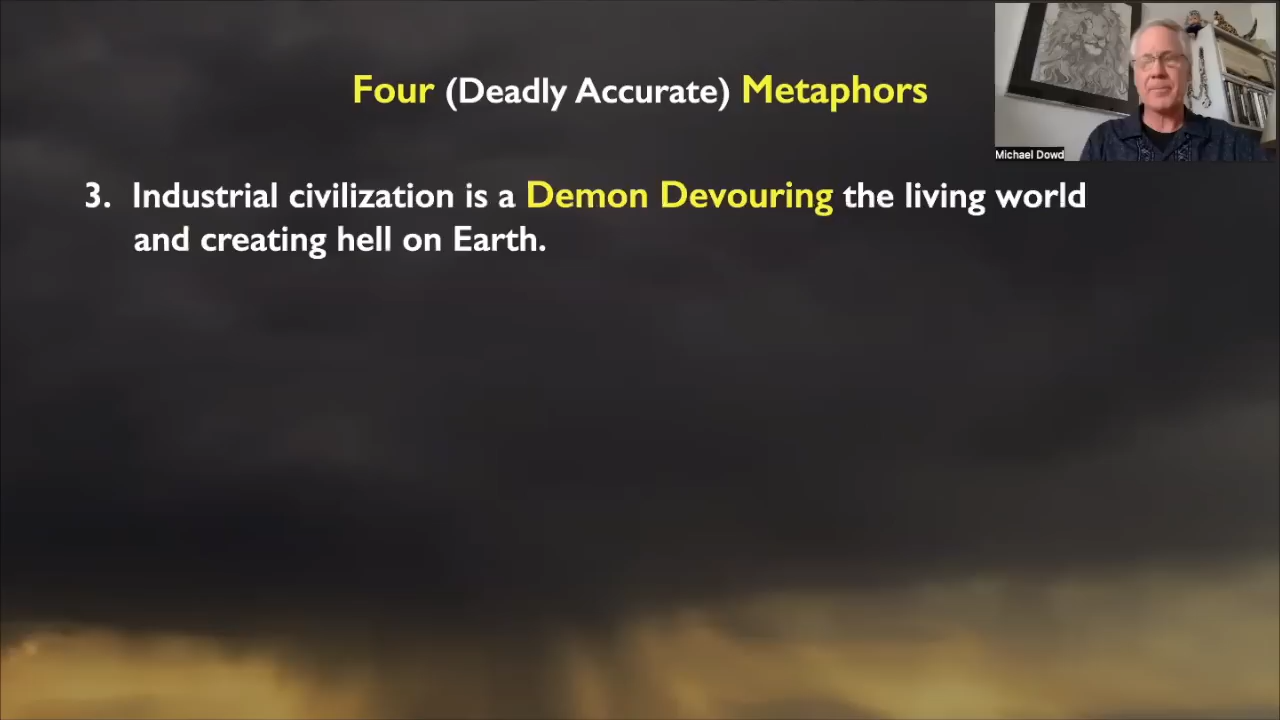 Four (Deadly Accurate) Metaphors
Michael Dowd
3. Industrial civilization is a Demon Devouring the living world
and creating hell on Earth.